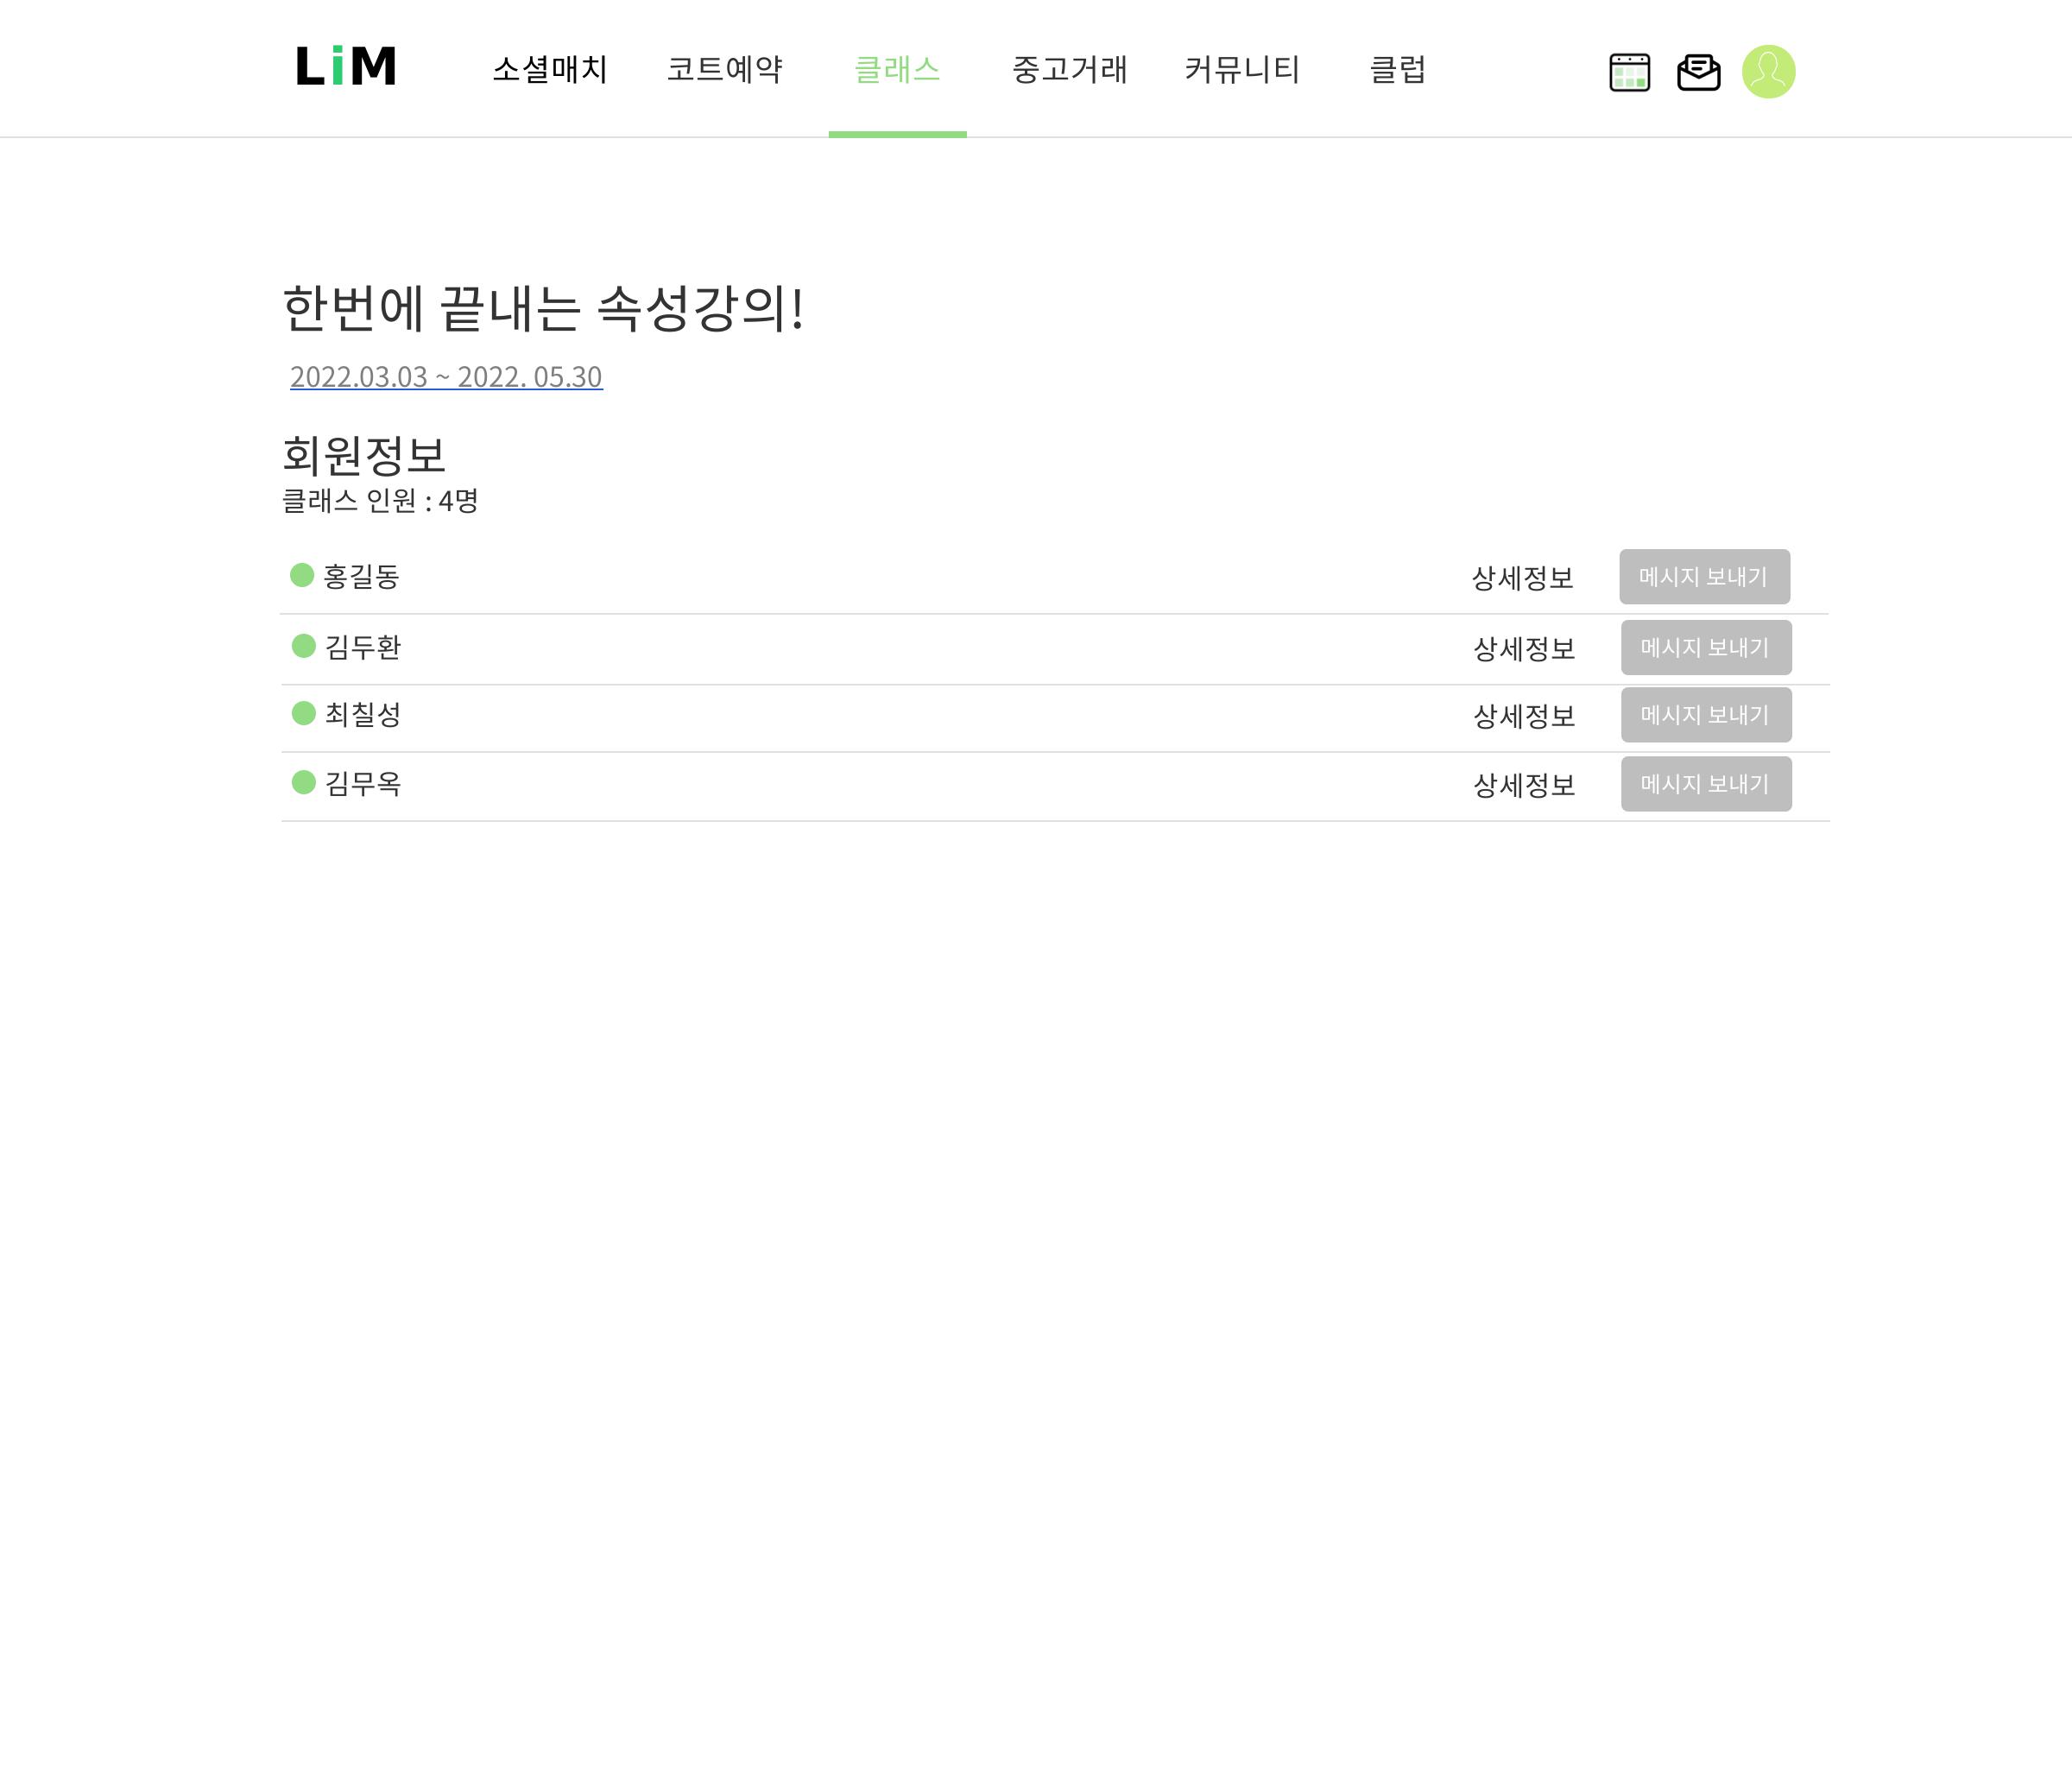 LiM 소셜매치 코트예약 클래스 중고거래 커뮤니티 클럽
한번에 끝내는 속성강의!
2022.03.03 ~ 2022. 05.30
회원정보
클래스 인원 : 4명
홍길동 상세정보 메시지 보내기
김두환 상세정보 메시지 보내기
최칠성 상세정보 메시지 보내기
김무옥 상세정보 메시지 보내기